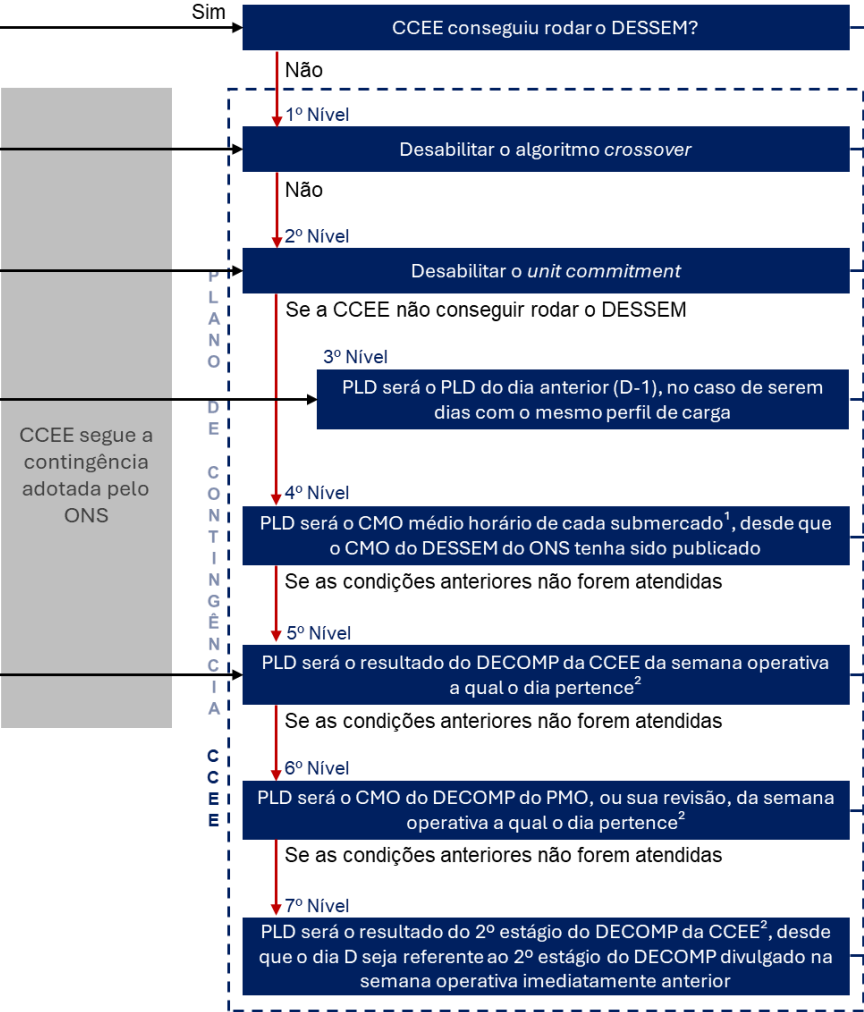 Sim
CCEE conseguiu rodar o DESSEM?
Não
1º Nível
Desabilitar o algoritmo crossover
Não
2º Nível
Desabilitar o unit commitment
Se a CCEE não conseguir rodar o DESSEM
3º Nível
PLD será o PLD do dia anterior (D-1), no caso de serem
dias com o mesmo perfil de carga
CCEE segue a
contingência
adotada pelo
ONS
PLANO DE CONTINGÊNCIA CCEE
4º Nível
PLD será o CMO médio horário de cada submercado¹, desde que
o CMO do DESSEM do ONS tenha sido publicado
Se as condições anteriores não forem atendidas
5º Nível
PLD será o resultado do DECOMP da CCEE da semana operativa
a qual o dia pertence²
Se as condições anteriores não forem atendidas
6º Nível
PLD será o CMO do DECOMP do PMO, ou sua revisão, da semana
operativa a qual o dia pertence²
Se as condições anteriores não forem atendidas
7º Nível
PLD será o resultado do 2º estágio do DECOMP da CCEE², desde
que o dia D seja referente ao 2º estágio do DECOMP divulgado na
semana operativa imediatamente anterior